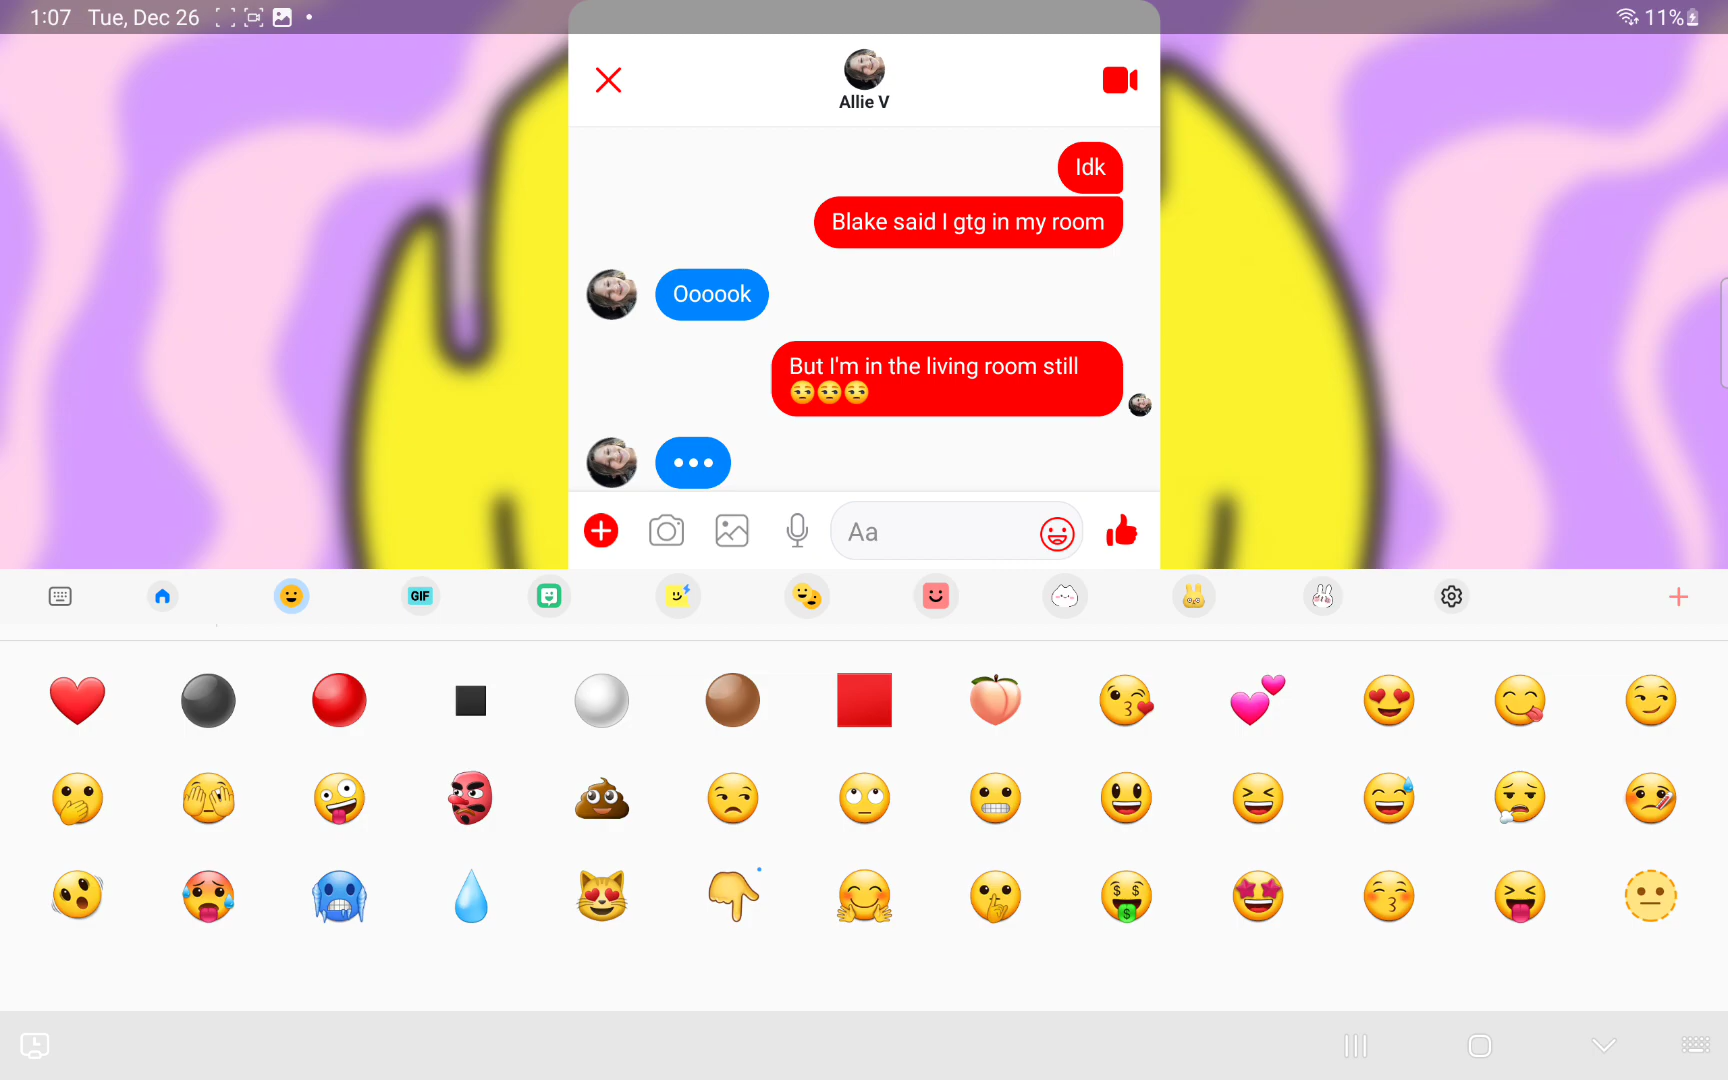 1:07 Tue, Dec 26
11%
Allie V
Idk
Blake said I gtg in my room
Oooook
But I'm in the living room still
😒😒😒
Aa
GIF